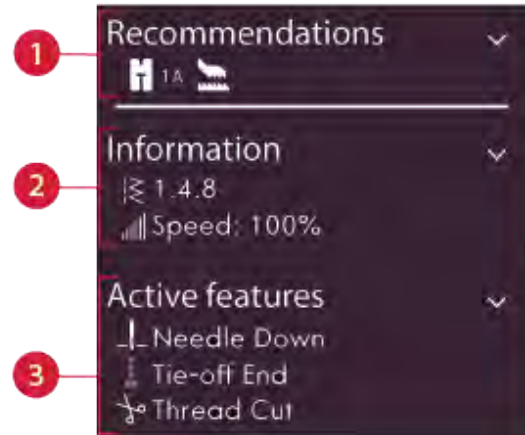 1
Recommendations
1A
2
Information
1.4.8
Speed: 100%
3
Active features
Needle Down
Tie-off End
Thread Cut